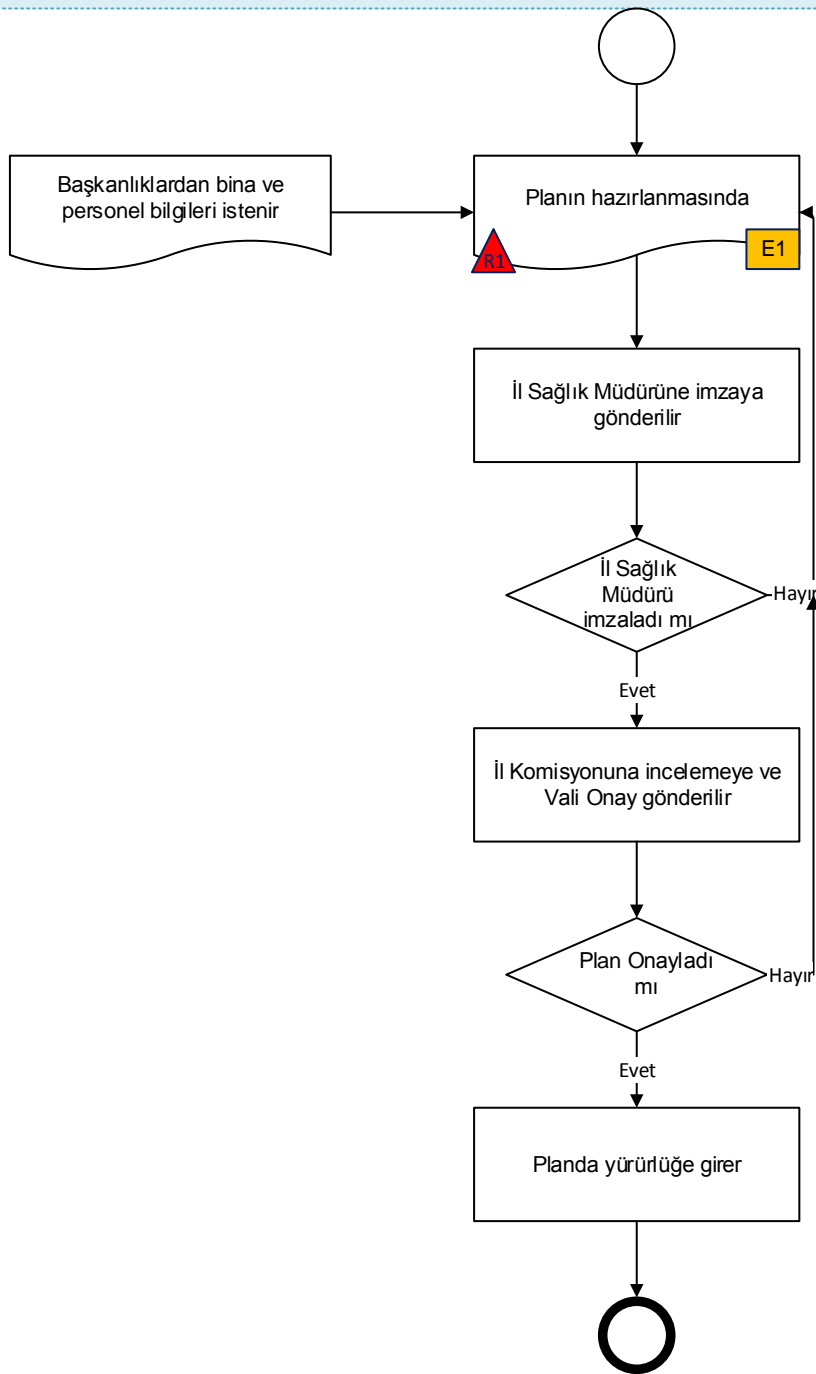 Başkanlıklardan bina ve
personel bilgileri istenir
Planın hazırlanmasında
R1
E1
İl Sağlık Müdürüne imzaya
gönderilir
İl Sağlık
Müdürü
imzaladı mı
Hayır
Evet
İl Komisyonuna incelemeye ve
Vali Onay gönderilir
Plan Onayladı
mı
Hayır
Evet
Planda yürürlüğe girer